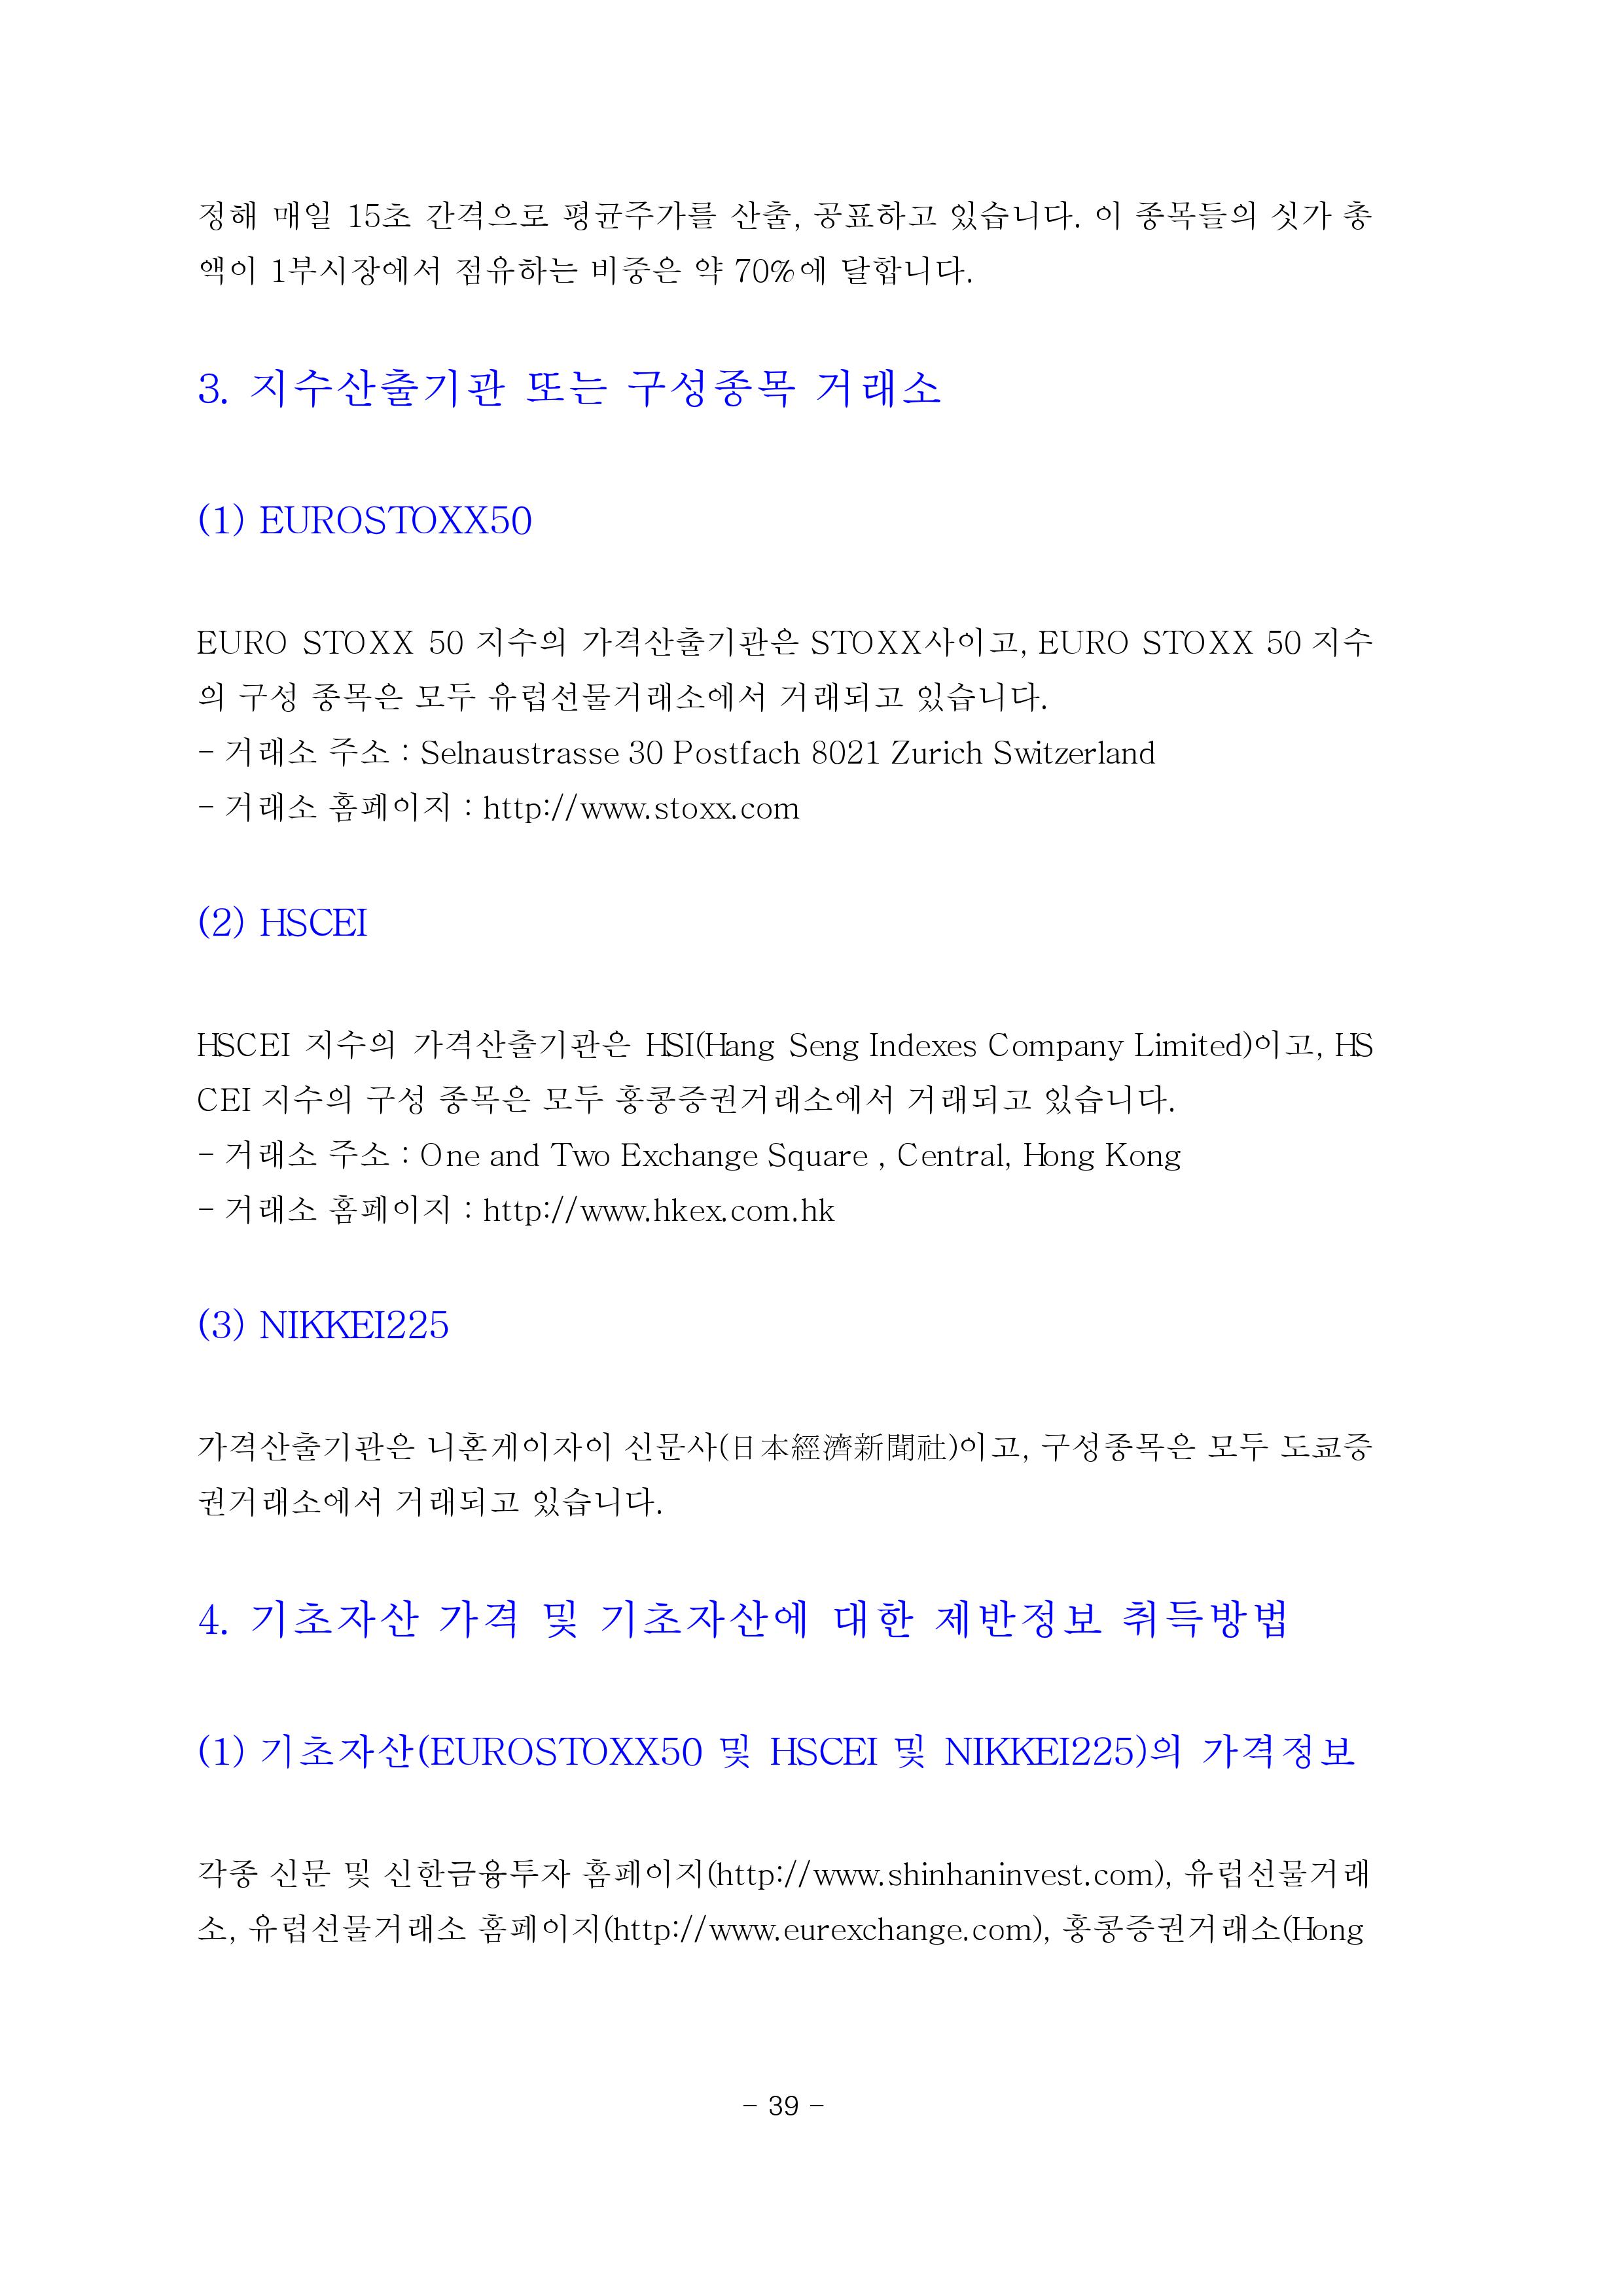 정해 매일 15초 간격으로 평균주가를 산출, 공표하고 있습니다. 이 종목들의 싯가 총
액이 1부시장에서 점유하는 비중은 약 70%에 달합니다.
3. 지수산출기관 또는 구성종목 거래소
(1) EUROSTOXX50
EURO STOXX 50 지수의 가격산출기관은 STOXX사이고, EURO STOXX 50 지수
의 구성 종목은 모두 유럽선물거래소에서 거래되고 있습니다.
- 거래소 주소 : Selnaustrasse 30 Postfach 8021 Zurich Switzerland
- 거래소 홈페이지 : http://www.stoxx.com
(2) HSCEI
HSCEI 지수의 가격산출기관은 HSI(Hang Seng Indexes Company Limited)이고, HS
CEI 지수의 구성 종목은 모두 홍콩증권거래소에서 거래되고 있습니다.
- 거래소 주소 : One and Two Exchange Square , Central, Hong Kong
- 거래소 홈페이지 : http://www.hkex.com.hk
(3) NIKKEI225
가격산출기관은 니혼게이자이 신문사(日本經濟新聞社)이고, 구성종목은 모두 도쿄증
권거래소에서 거래되고 있습니다.
4. 기초자산 가격 및 기초자산에 대한 제반정보 취득방법
(1) 기초자산(EUROSTOXX50 및 HSCEI 및 NIKKEI225)의 가격정보
각종 신문 및 신한금융투자 홈페이지(http://www.shinhaninvest.com), 유럽선물거래
소, 유럽선물거래소 홈페이지(http://www.eurexchange.com), 홍콩증권거래소(Hong
- 39 -